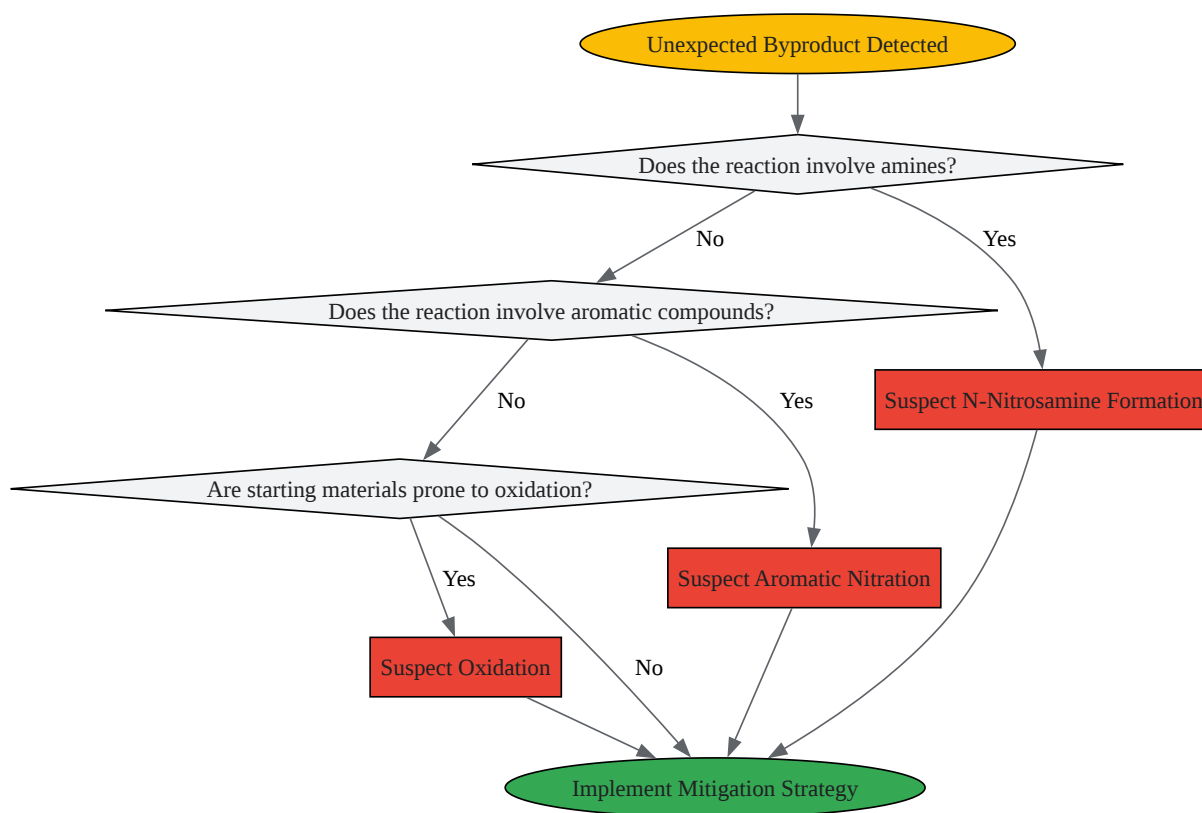 Unexpected Byproduct Detected
Does the reaction involve amines?
No
Yes
Does the reaction involve aromatic compounds?
No
Yes
Suspect N-Nitrosamine Formation
Are starting materials prone to oxidation?
Yes
Suspect Aromatic Nitration
Suspect Oxidation
No
Implement Mitigation Strategy